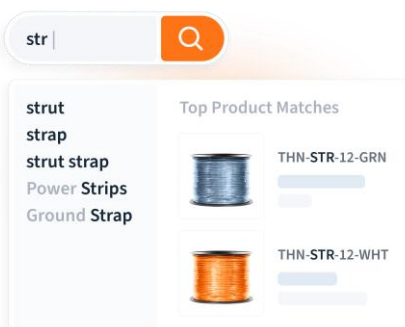 str
strut
strap
strut strap
Power Strips
Ground Strap
Top Product Matches
THN-STR-12-GRN
THN-STR-12-WHT